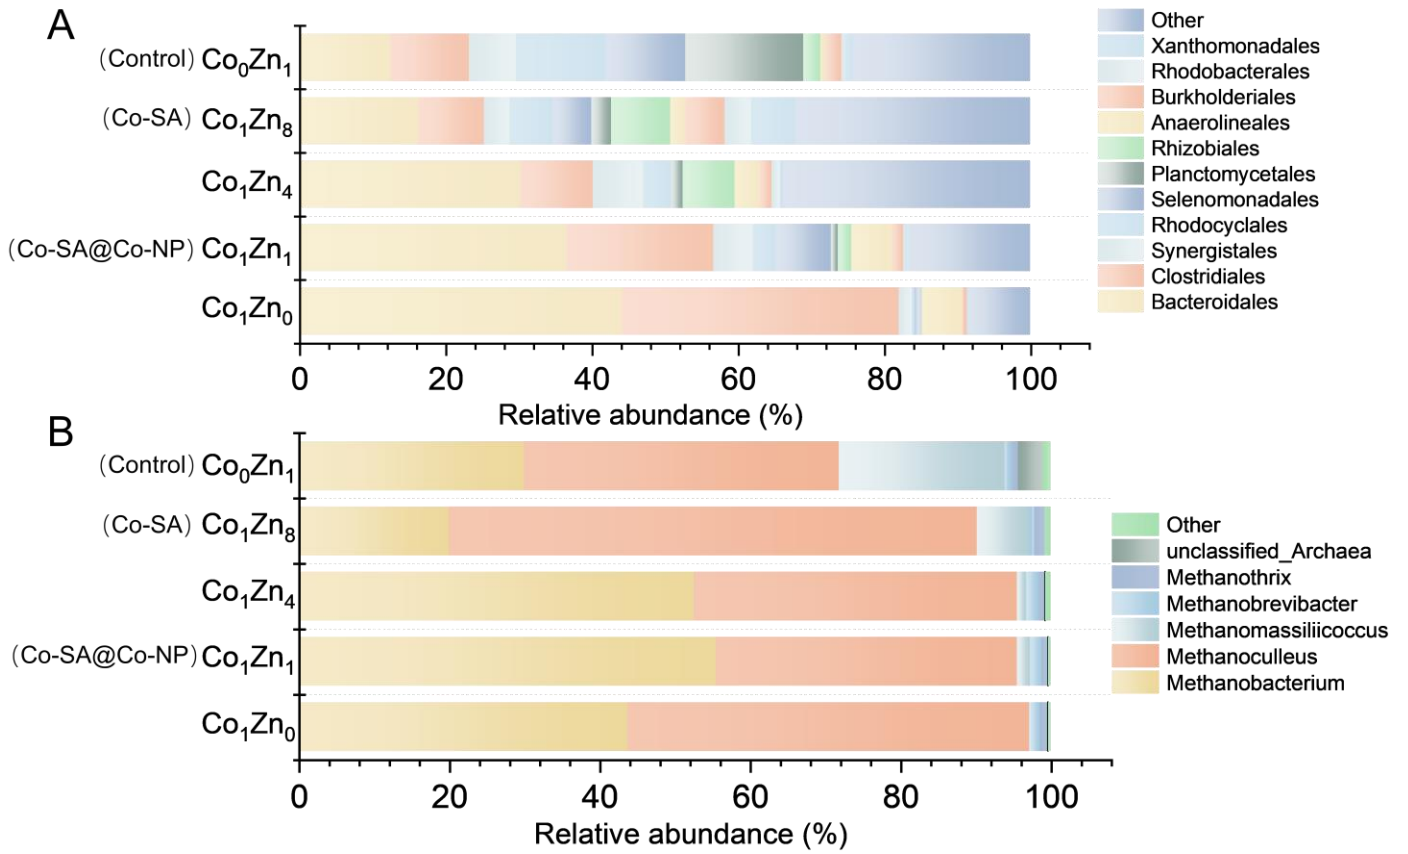 A
(Control) Co0Zn1
(Co-SA) Co1Zn8
Co1Zn4
(Co-SA@Co-NP) Co1Zn1
Co1Zn0
0 20 40 60 80 100
Relative abundance (%)
Other
Xanthomonadales
Rhodobacterales
Burkholderiales
Anaerolineales
Rhizobiales
Planctomycetales
Selenomonadales
Rhodocyclales
Synergistales
Clostridiales
Bacteroidales
B
(Control) Co0Zn1
(Co-SA) Co1Zn8
Co1Zn4
(Co-SA@Co-NP) Co1Zn1
Co1Zn0
0 20 40 60 80 100
Relative abundance (%)
Other
unclassified_Archaea
Methanothrix
Methanobrevibacter
Methanomassiliicoccus
Methanoculleus
Methanobacterium